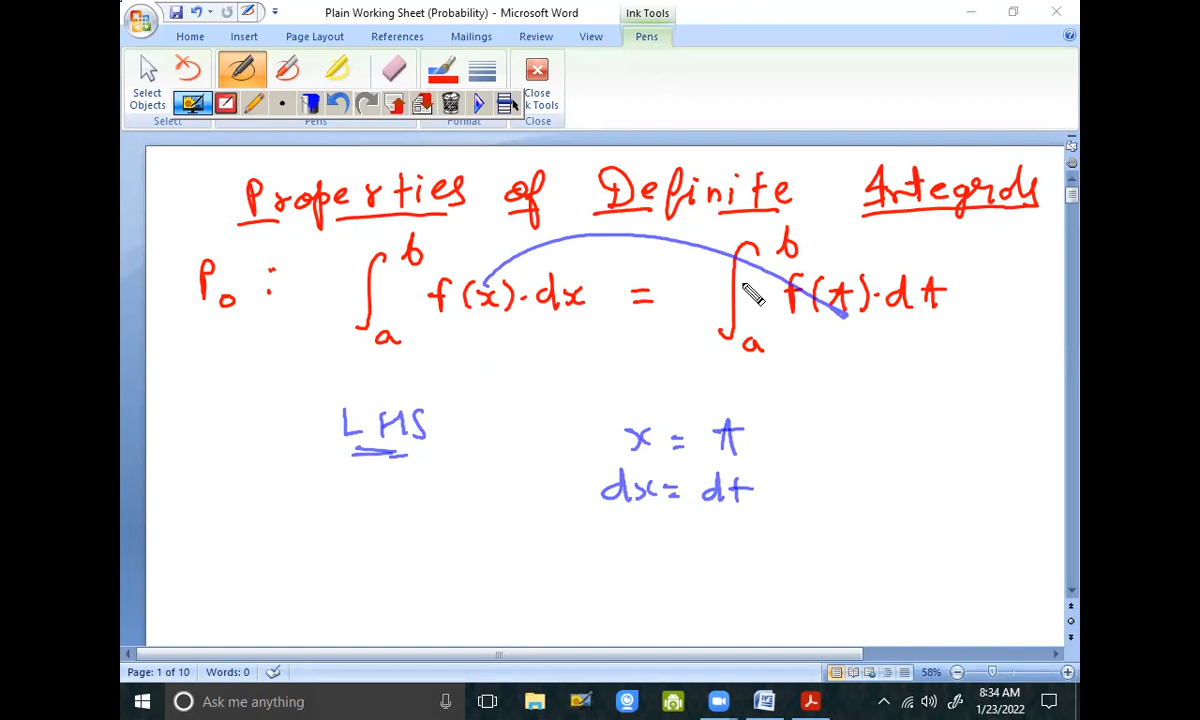 Plain Working Sheet (Probability) - Microsoft Word
Ink Tools
Home Insert Page Layout References Mailings Review View Pens
Select Objects
Close Ink Tools
Select Pens Format Close
Properties of Definite Integrals
P₀ : ∫ₐᵇ f(x)·dx = ∫ₐᵇ f(t)·dt
LHS
x = t
dx = dt
Page: 1 of 10 Words: 0 58%
Ask me anything
8:34 AM
1/23/2022